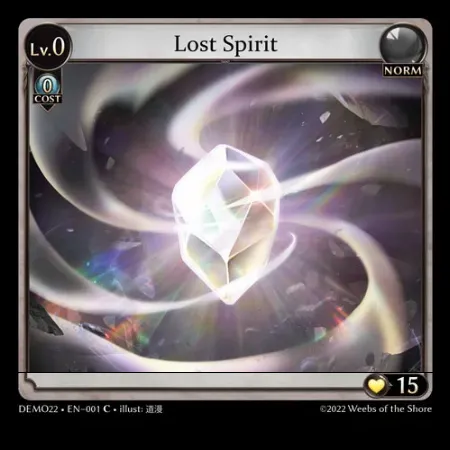 Lv.0
Lost Spirit
NORM
0
COST
15
DEMO22 • EN-001 C • illust: 道漫
©2022 Weebs of the Shore